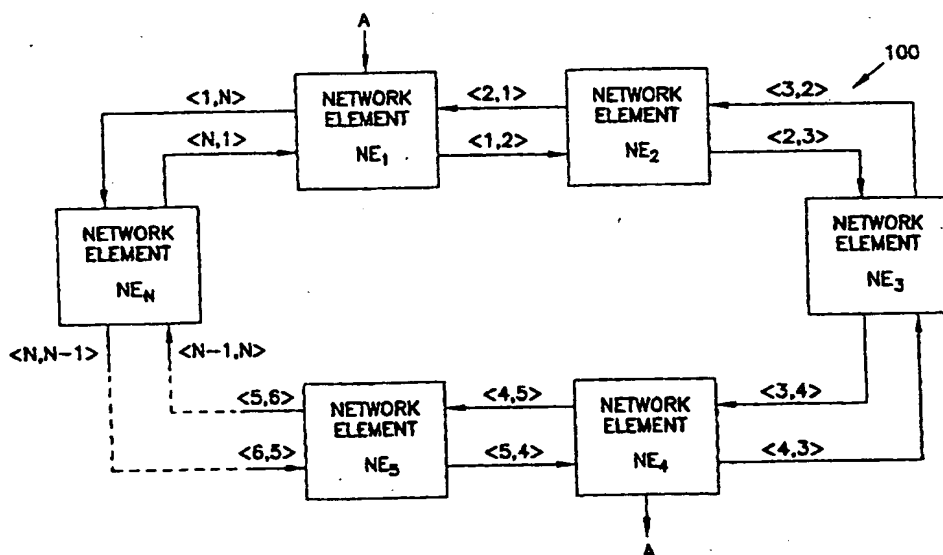 A
100
<1,N>
<2,1>
<3,2>
NETWORK
ELEMENT
NE1
NETWORK
ELEMENT
NE2
<N,1>
<1,2>
<2,3>
NETWORK
ELEMENT
NEN
NETWORK
ELEMENT
NE3
<N,N-1>
<N-1,N>
<5,6>
<4,5>
<3,4>
NETWORK
ELEMENT
NE5
NETWORK
ELEMENT
NE4
<6,5>
<5,4>
<4,3>
A